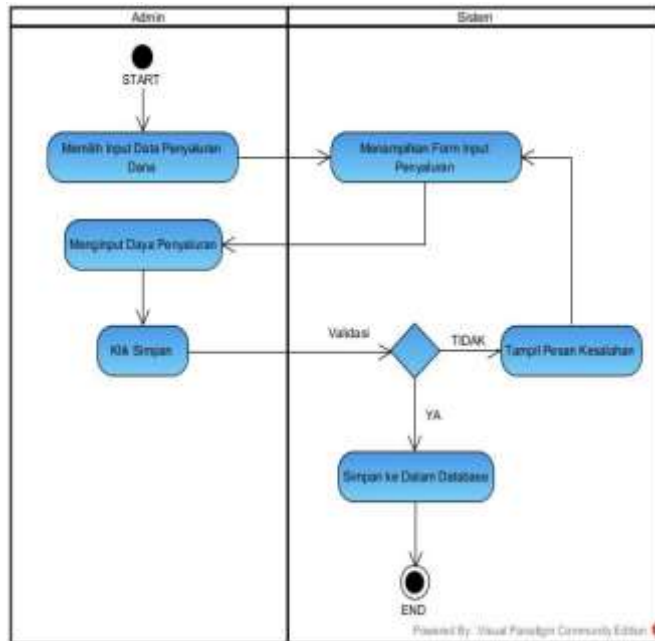 Admin
Sistem
START
Memilih Input Data Penyaluran
Dana
Menampilkan Form Input
Penyaluran
Menginput Daya Penyaluran
Klik Simpan
Validasi
TIDAK
Tampil Pesan Kesalahan
YA
Simpan ke Dalam Database
END
Powered By: Visual Paradigm Community Edition